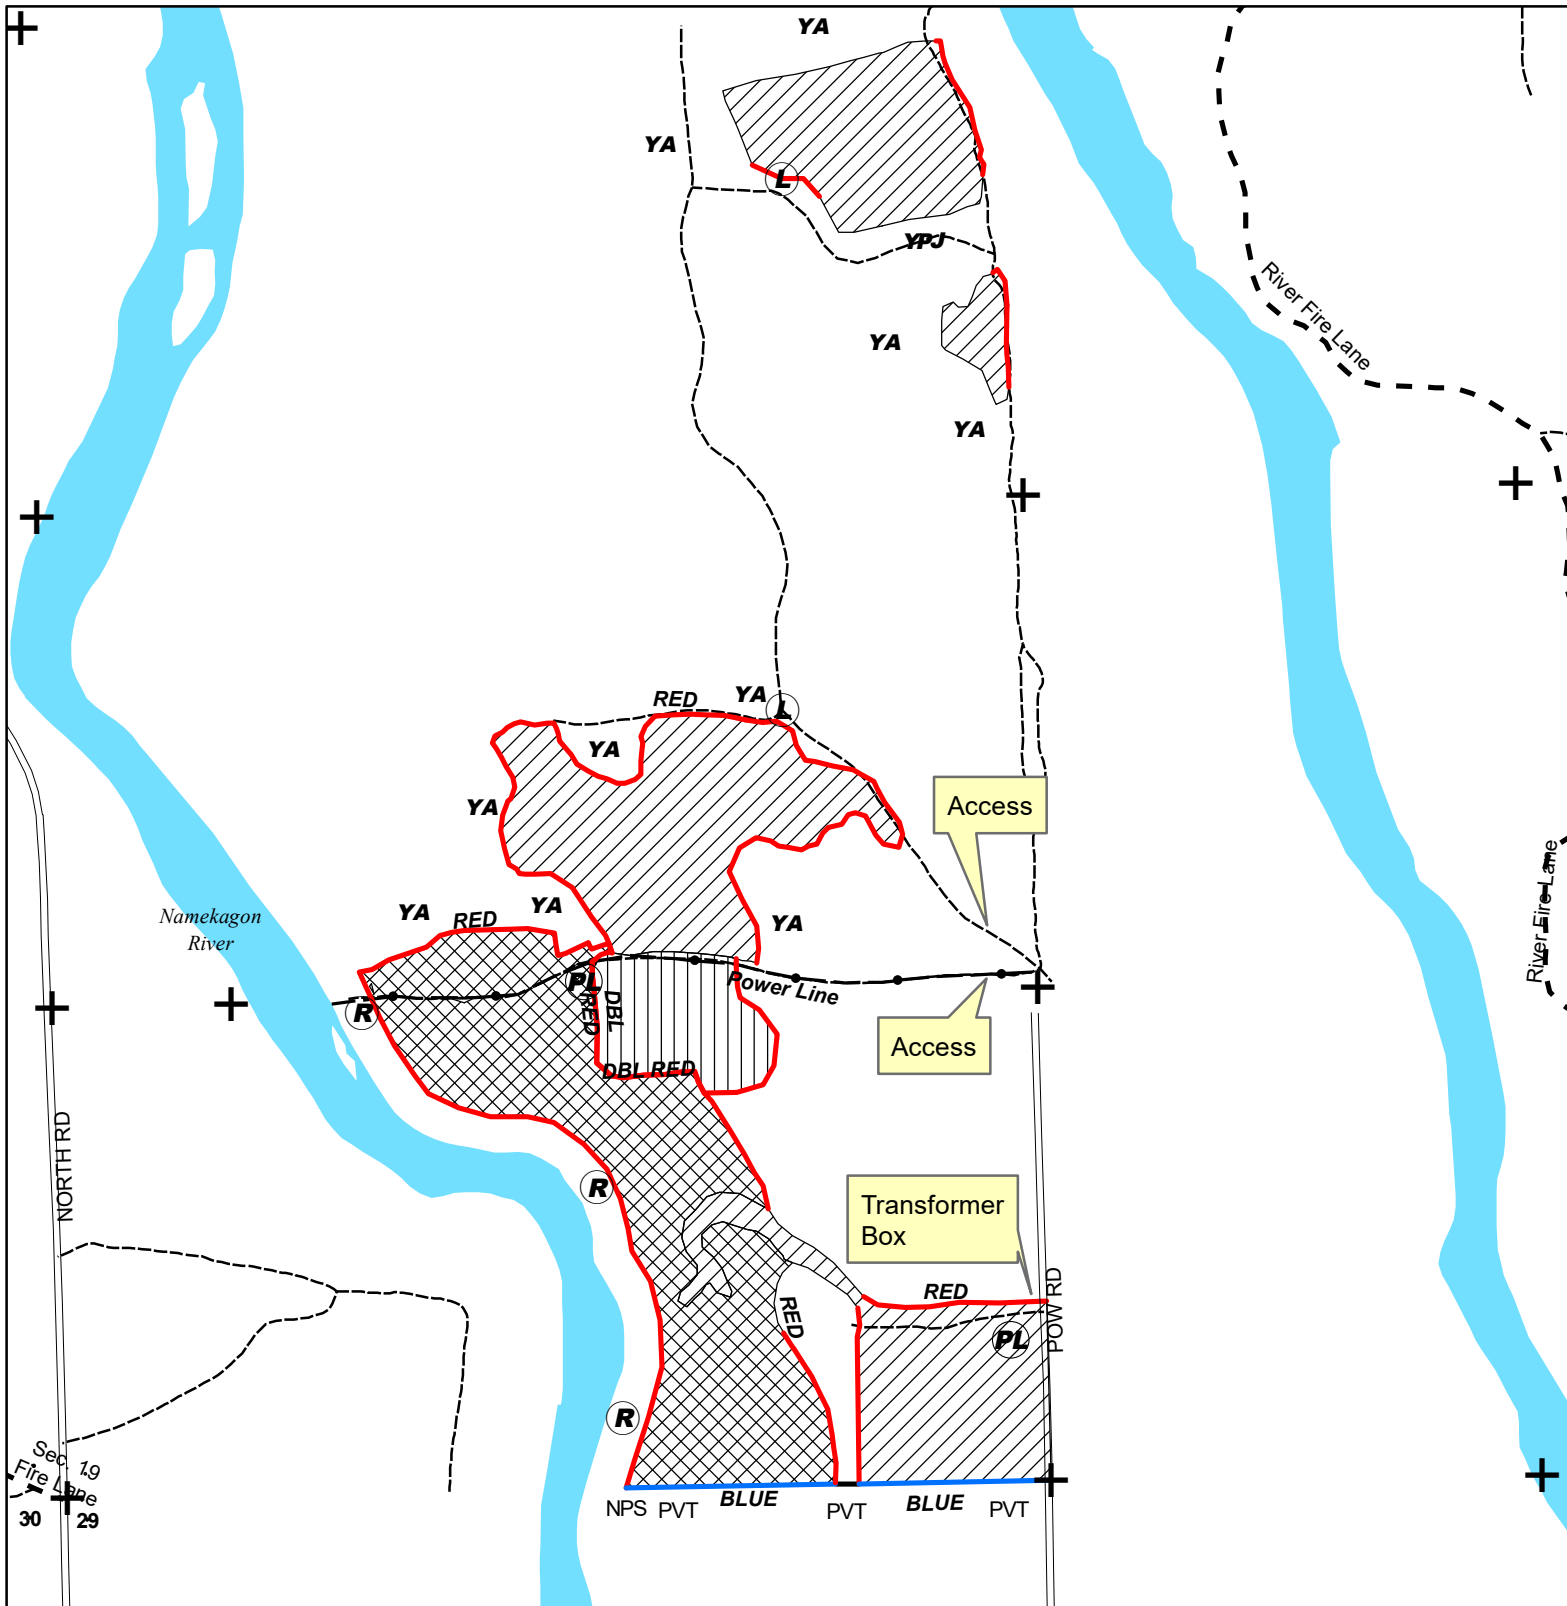 YA
YA
L
YPJ
River Fire Lane
YA
YA
RED
YA
L
YA
YA
Access
River Fire Lane
YA
RED
YA
YA
Namekagon
River
PL
Power Line
R
RED
DBL
Access
DBL RED
NORTH RD
R
Transformer
Box
RED
RED
POW RD
PL
R
Sec. 19
Fire Lane
30
29
NPS
PVT
BLUE
PVT
BLUE
PVT